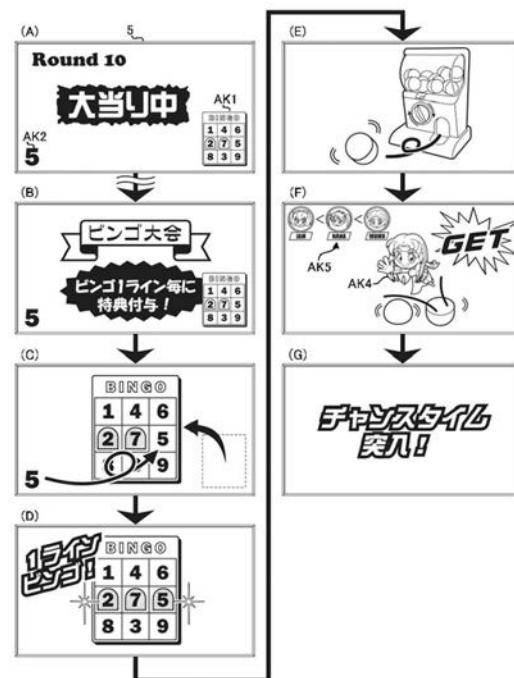 (A)
5
Round 10
大当り中
AK1
BINGO
1 4 6
2 7 5
8 3 9
AK2
5
(B)
ビンゴ大会
ビンゴ1ライン毎に
特典付与!
BINGO
1 4 6
2 7 5
8 3 9
5
(C)
BINGO
1 4 6
2 7 5
9
5
(D)
1ライン
ビンゴ!
BINGO
1 4 6
2 7 5
8 3 9
(E)
(F)
< <
GET
AK5
AK4
(G)
チャンスタイム
突入!